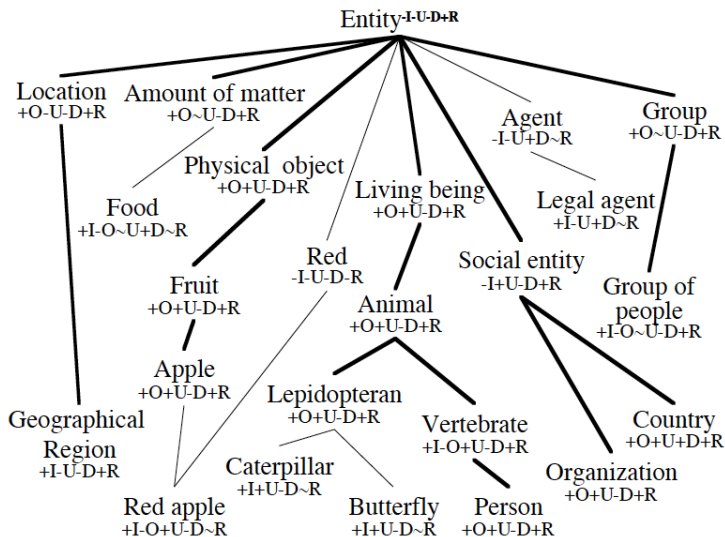 Entity-I-U-D+R
Location
+O-U-D+R
Amount of matter
+O~U-D+R
Agent
-I-U+D~R
Group
+O~U-D+R
Physical object
+O+U-D+R
Living being
+O+U-D+R
Legal agent
+I-U+D~R
Food
+I-O~U+D~R
Red
-I-U-D-R
Social entity
-I+U-D+R
Fruit
+O+U-D+R
Animal
+O+U-D+R
Group of
people
+I-O~U-D+R
Apple
+O+U-D+R
Lepidopteran
+O+U-D+R
Geographical
Region
+I-U-D+R
Vertebrate
+I-O+U-D+R
Country
+O+U+D+R
Caterpillar
+I+U-D~R
Organization
+O+U-D+R
Red apple
+I-O+U-D~R
Butterfly
+I+U-D~R
Person
+O+U-D+R